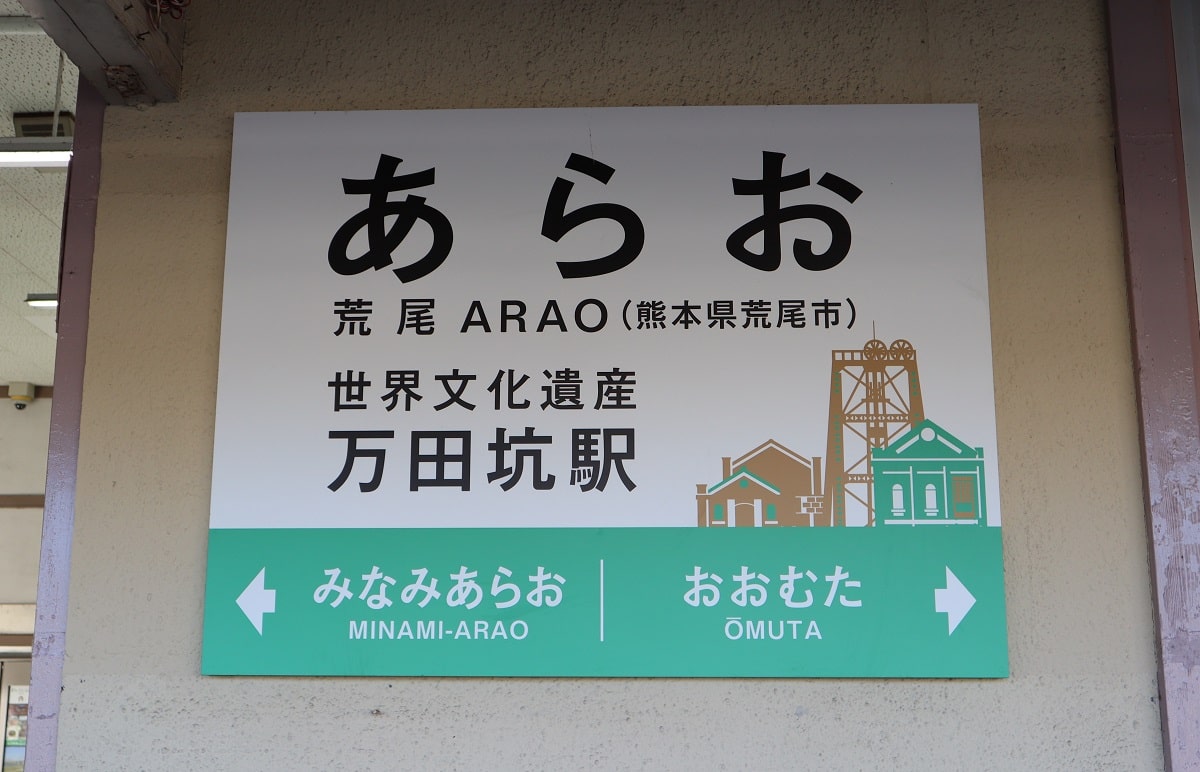 あらお
荒尾 ARAO（熊本県荒尾市）
世界文化遺産
万田坑駅
みなみあらお おおむた
MINAMI-ARAO ŌMUTA